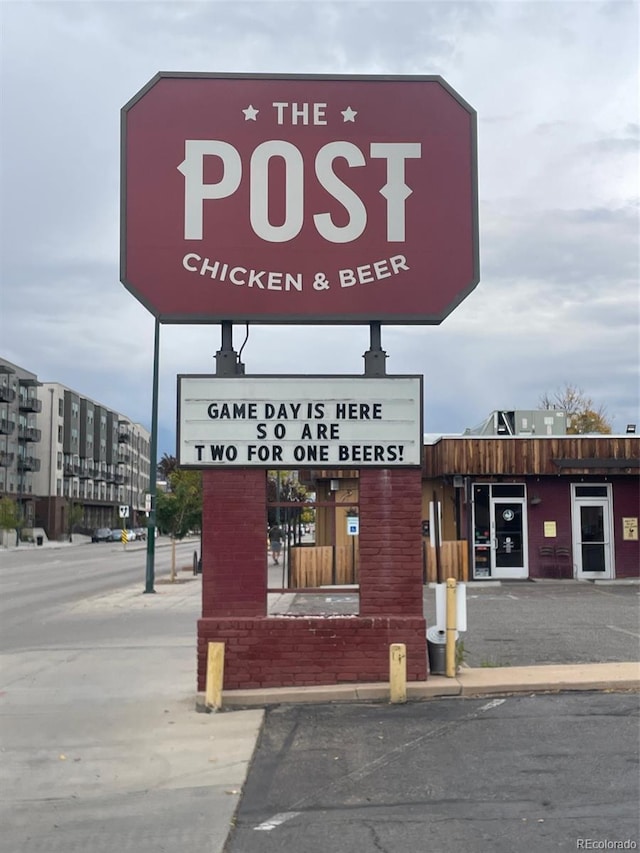 THE
POST
CHICKEN & BEER
GAME DAY IS HERE
SO ARE
TWO FOR ONE BEERS!
REcolorado